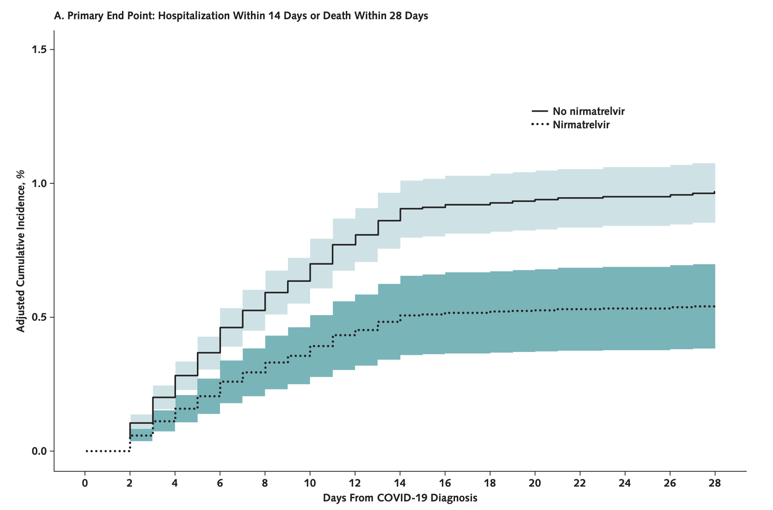 A. Primary End Point: Hospitalization Within 14 Days or Death Within 28 Days
1.5
No nirmatrelvir
Nirmatrelvir
1.0
Adjusted Cumulative Incidence, %
0.5
0.0
0 2 4 6 8 10 12 14 16 18 20 22 24 26 28
Days From COVID-19 Diagnosis